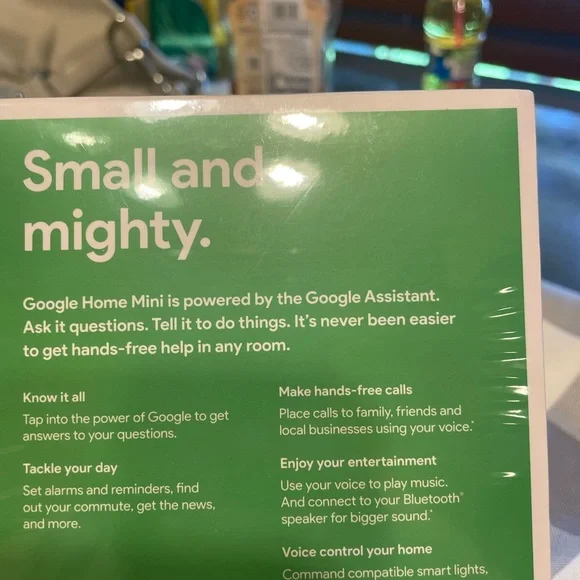 Small and
mighty.
Google Home Mini is powered by the Google Assistant.
Ask it questions. Tell it to do things. It's never been easier
to get hands-free help in any room.
Know it all
Tap into the power of Google to get
answers to your questions.
Tackle your day
Set alarms and reminders, find
out your commute, get the news,
and more.
Make hands-free calls
Place calls to family, friends and
local businesses using your voice.*
Enjoy your entertainment
Use your voice to play music.
And connect to your Bluetooth®
speaker for bigger sound.*
Voice control your home
Command compatible smart lights,